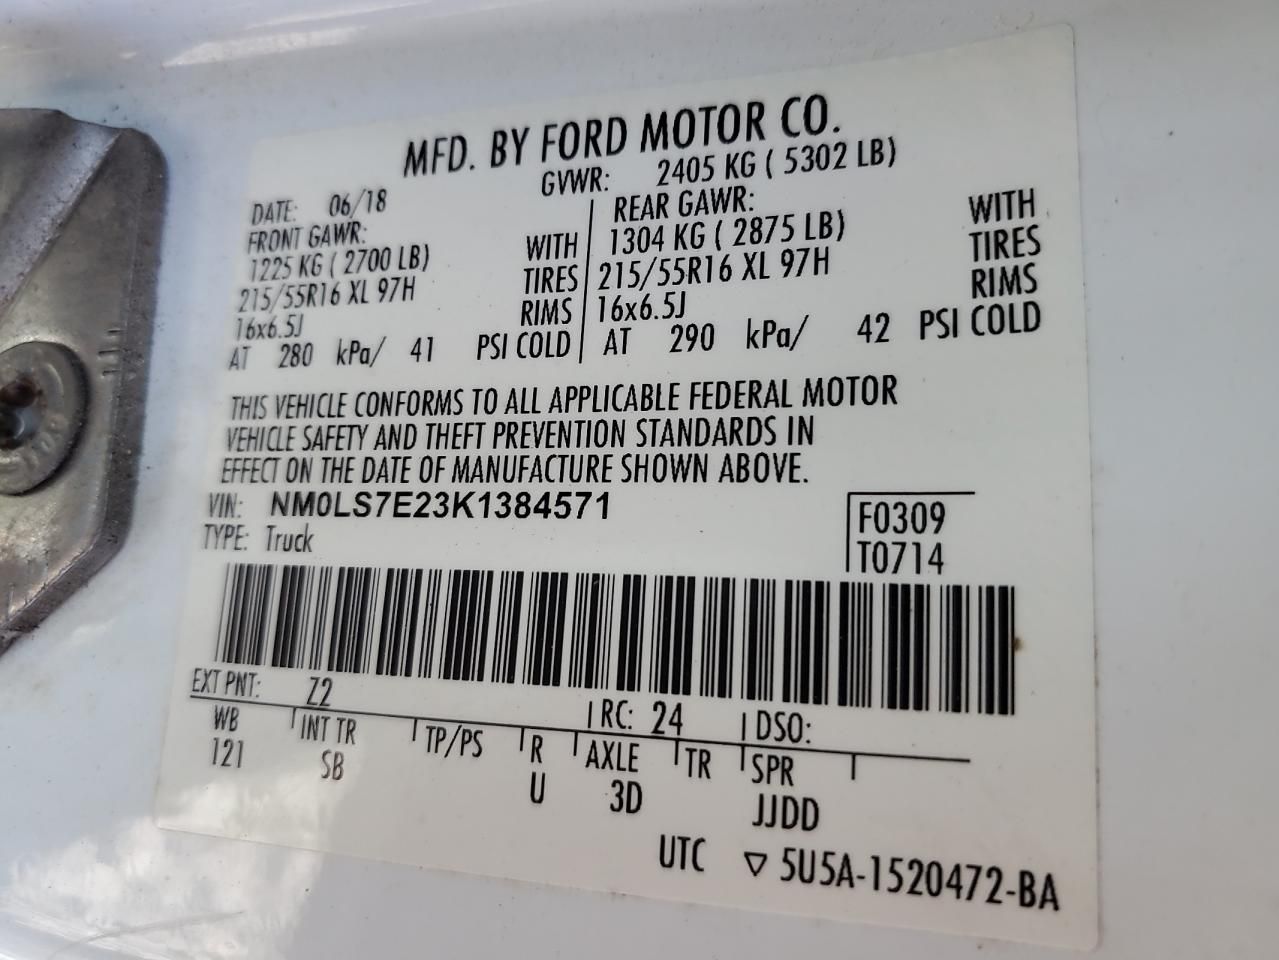 MFD. BY FORD MOTOR CO.
DATE: 06/18 GVWR: 2405 KG ( 5302 LB)
FRONT GAWR:
1225 KG ( 2700 LB) WITH
215/55R16 XL 97H TIRES
16x6.5J RIMS
AT 280 kPa/ 41 PSI COLD
REAR GAWR: WITH
1304 KG ( 2875 LB) TIRES
215/55R16 XL 97H RIMS
16x6.5J
AT 290 kPa/ 42 PSI COLD
THIS VEHICLE CONFORMS TO ALL APPLICABLE FEDERAL MOTOR
VEHICLE SAFETY AND THEFT PREVENTION STANDARDS IN
EFFECT ON THE DATE OF MANUFACTURE SHOWN ABOVE.
VIN: NM0LS7E23K1384571
TYPE: Truck
F0309
T0714
EXT PNT: Z2 RC: 24 DSO:
WB INT TR TP/PS R AXLE TR SPR
121 SB U 3D JJDD
UTC ▽ 5U5A-1520472-BA